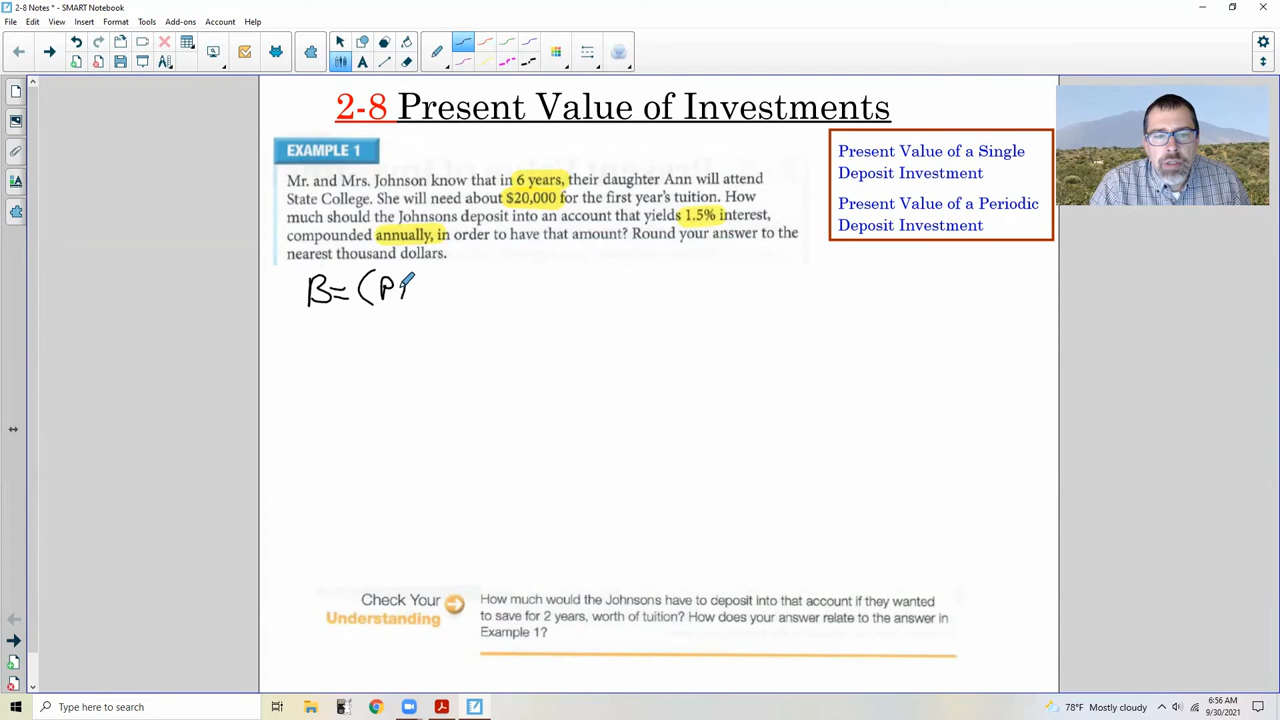 2-8 Notes * - SMART Notebook
File Edit View Insert Format Tools Add-ons Account Help
2-8 Present Value of Investments
EXAMPLE 1
Mr. and Mrs. Johnson know that in 6 years, their daughter Ann will attend
State College. She will need about $20,000 for the first year's tuition. How
much should the Johnsons deposit into an account that yields 1.5% interest,
compounded annually, in order to have that amount? Round your answer to the
nearest thousand dollars.
Present Value of a Single
Deposit Investment
Present Value of a Periodic
Deposit Investment
B=(P
Check Your
Understanding
How much would the Johnsons have to deposit into that account if they wanted
to save for 2 years, worth of tuition? How does your answer relate to the answer in
Example 1?
Type here to search
78°F Mostly cloudy
6:56 AM
9/30/2021